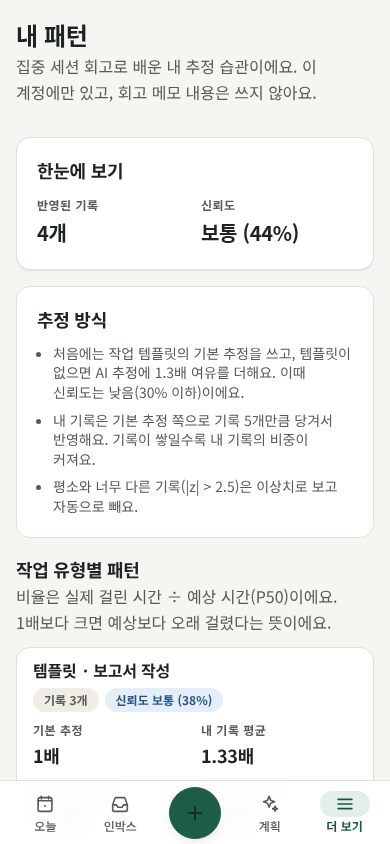 내 패턴
집중 세션 회고로 배운 내 추정 습관이에요. 이
계정에만 있고, 회고 메모 내용은 쓰지 않아요.
한눈에 보기
반영된 기록
신뢰도
4개
보통 (44%)
추정 방식
• 처음에는 작업 템플릿의 기본 추정을 쓰고, 템플릿이
없으면 AI 추정에 1.3배 여유를 더해요. 이때
신뢰도는 낮음(30% 이하)이에요.
• 내 기록은 기본 추정 쪽으로 기록 5개만큼 당겨서
반영해요. 기록이 쌓일수록 내 기록의 비중이
커져요.
• 평소와 너무 다른 기록(|z| > 2.5)은 이상치로 보고
자동으로 빼요.
작업 유형별 패턴
비율은 실제 걸린 시간 ÷ 예상 시간(P50)이에요.
1배보다 크면 예상보다 오래 걸렸다는 뜻이에요.
템플릿 · 보고서 작성
기록 3개
신뢰도 보통 (38%)
기본 추정
내 기록 평균
1배
1.33배
오늘
인박스
계획
더 보기